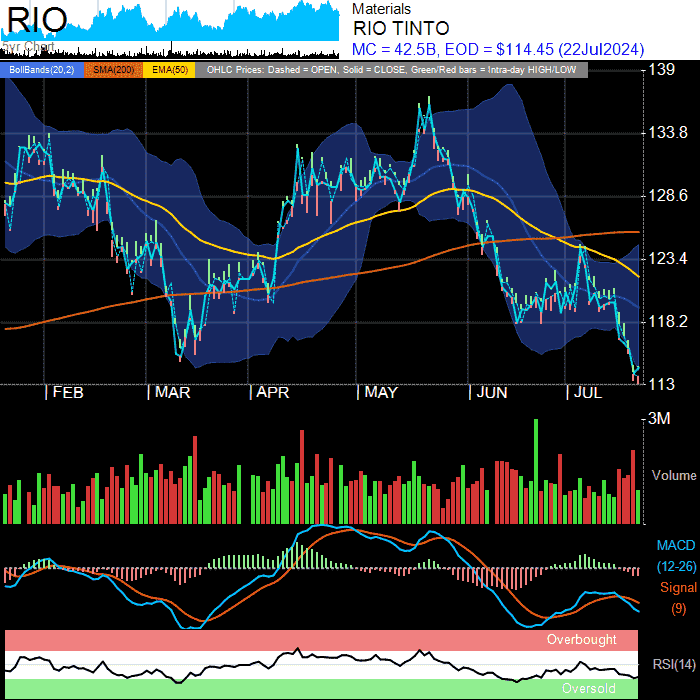 RIO
Materials
RIO TINTO
MC = 42.5B, EOD = $114.45 (22Jul2024)
BollBands(20,2) SMA(200) EMA(50) OHLC Prices: Dashed = OPEN, Solid = CLOSE, Green/Red bars = Intra-day HIGH/LOW
139
133.8
128.6
123.4
118.2
113
FEB MAR APR MAY JUN JUL
3M
Volume
MACD
(12-26)
Signal
(9)
Overbought
RSI(14)
Oversold